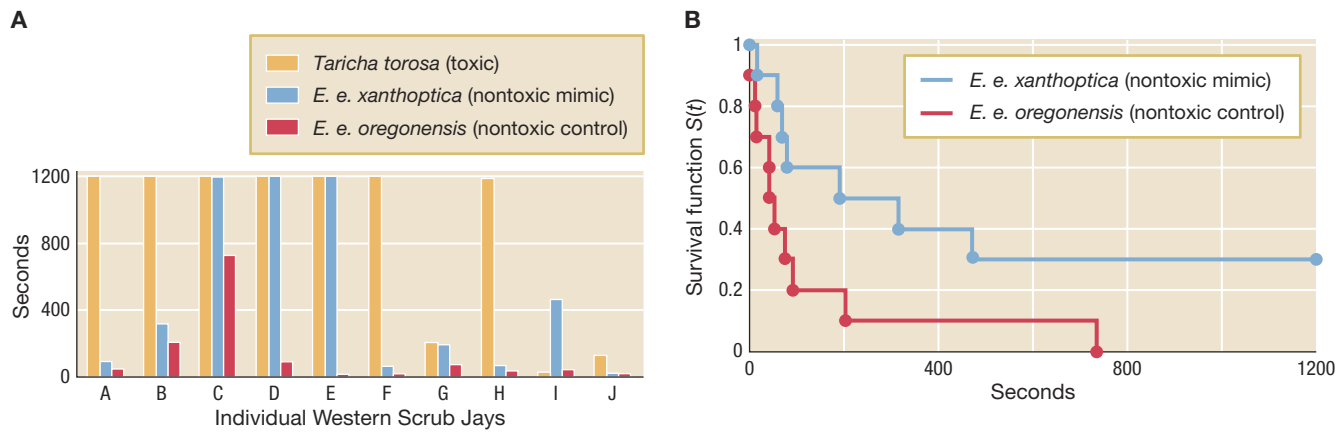 A
Taricha torosa (toxic)
E. e. xanthoptica (nontoxic mimic)
E. e. oregonensis (nontoxic control)
Seconds
1200
800
400
0
A B C D E F G H I J
Individual Western Scrub Jays
B
E. e. xanthoptica (nontoxic mimic)
E. e. oregonensis (nontoxic control)
Survival function S(t)
1
0.8
0.6
0.4
0.2
0
0 400 800 1200
Seconds